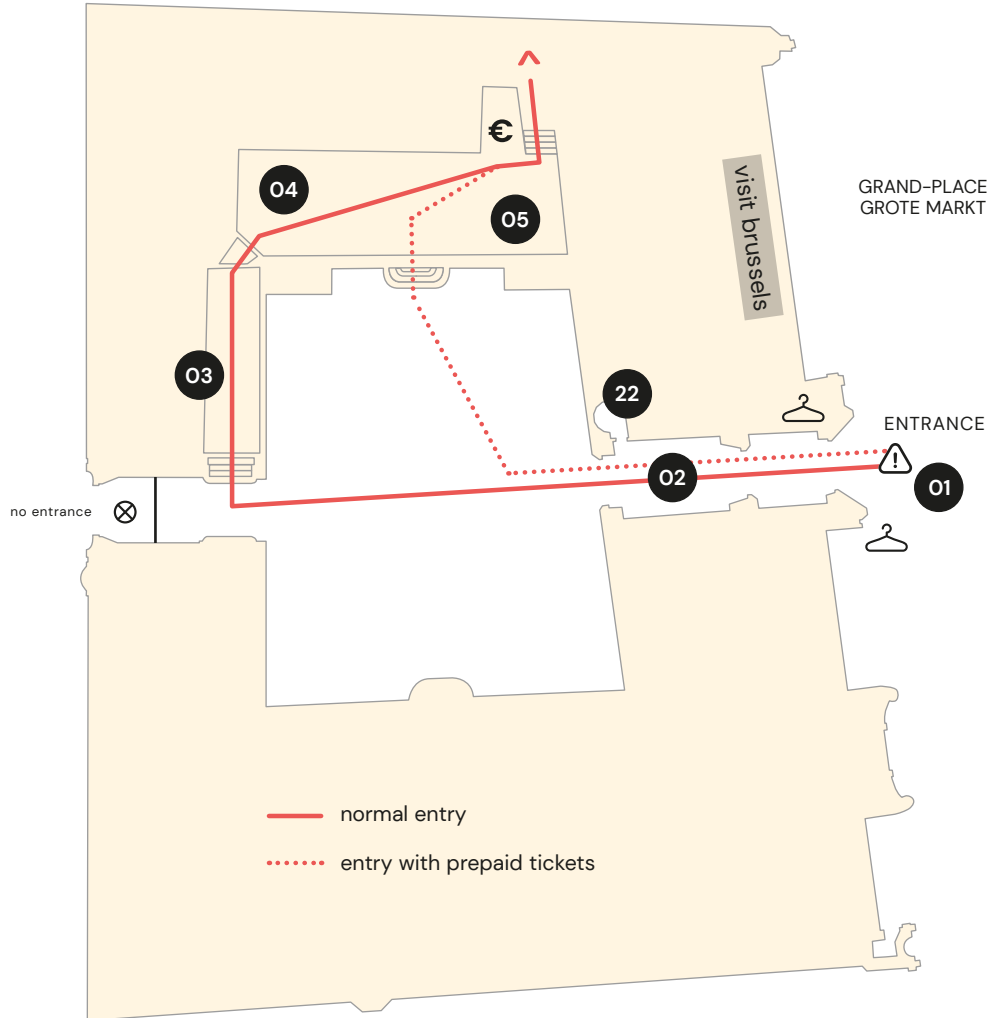 €
04
05
visit brussels
GRAND-PLACE
GROTE MARKT
03
22
ENTRANCE
!
02
01
no entrance
normal entry
entry with prepaid tickets